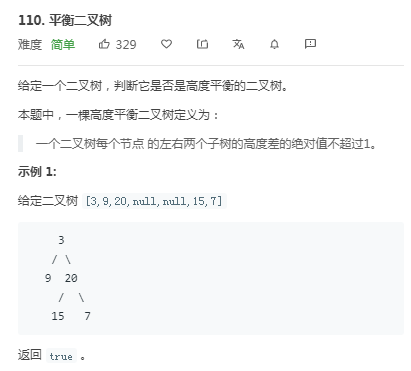 110. 平衡二叉树
难度 简单 329
给定一个二叉树，判断它是否是高度平衡的二叉树。
本题中，一棵高度平衡二叉树定义为：
一个二叉树每个节点 的左右两个子树的高度差的绝对值不超过1。
示例 1:
给定二叉树 [3,9,20,null,null,15,7]
3
/ \
9 20
/ \
15 7
返回 true 。